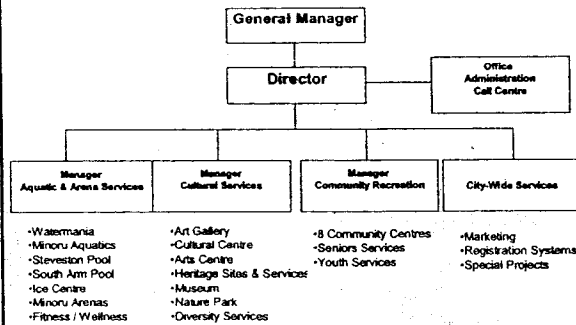 General Manager
Director
Office
Administration
Call Centre
Manager
Aquatic & Arena Services
Manager
Cultural Services
Manager
Community Recreation
City-Wide Services
•Watermania
•Minoru Aquatics
•Steveston Pool
•South Arm Pool
•Ice Centre
•Minoru Arenas
•Fitness / Wellness
•Art Gallery
•Cultural Centre
•Arts Centre
•Heritage Sites & Services
•Museum
•Nature Park
•Diversity Services
•8 Community Centres
•Seniors Services
•Youth Services
•Marketing
•Registration Systems
•Special Projects